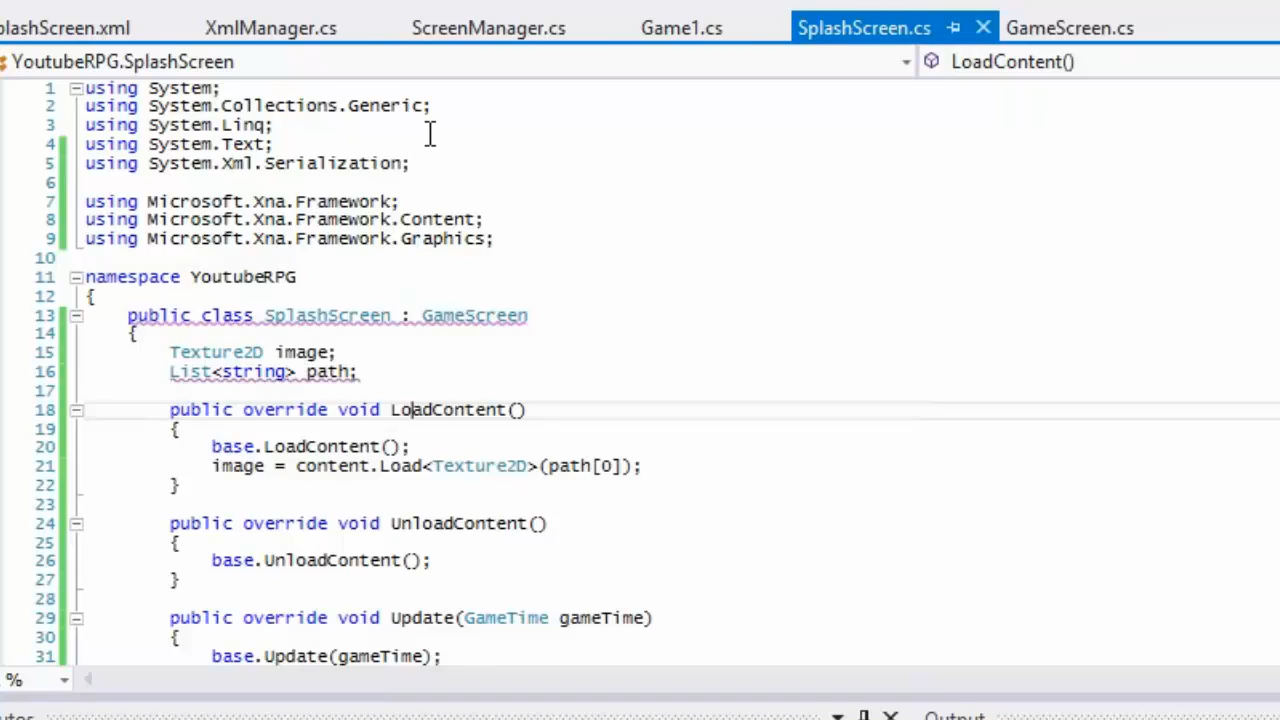 plashScreen.xml XmlManager.cs ScreenManager.cs Game1.cs SplashScreen.cs GameScreen.cs
YoutubeRPG.SplashScreen LoadContent()
1 using System;
2 using System.Collections.Generic;
3 using System.Linq;
4 using System.Text;
5 using System.Xml.Serialization;
6
7 using Microsoft.Xna.Framework;
8 using Microsoft.Xna.Framework.Content;
9 using Microsoft.Xna.Framework.Graphics;
10
11 namespace YoutubeRPG
12 {
13 public class SplashScreen : GameScreen
14 {
15 Texture2D image;
16 List<string> path;
17
18 public override void LoadContent()
19 {
20 base.LoadContent();
21 image = content.Load<Texture2D>(path[0]);
22 }
23
24 public override void UnloadContent()
25 {
26 base.UnloadContent();
27 }
28
29 public override void Update(GameTime gameTime)
30 {
31 base.Update(gameTime);
%
Output